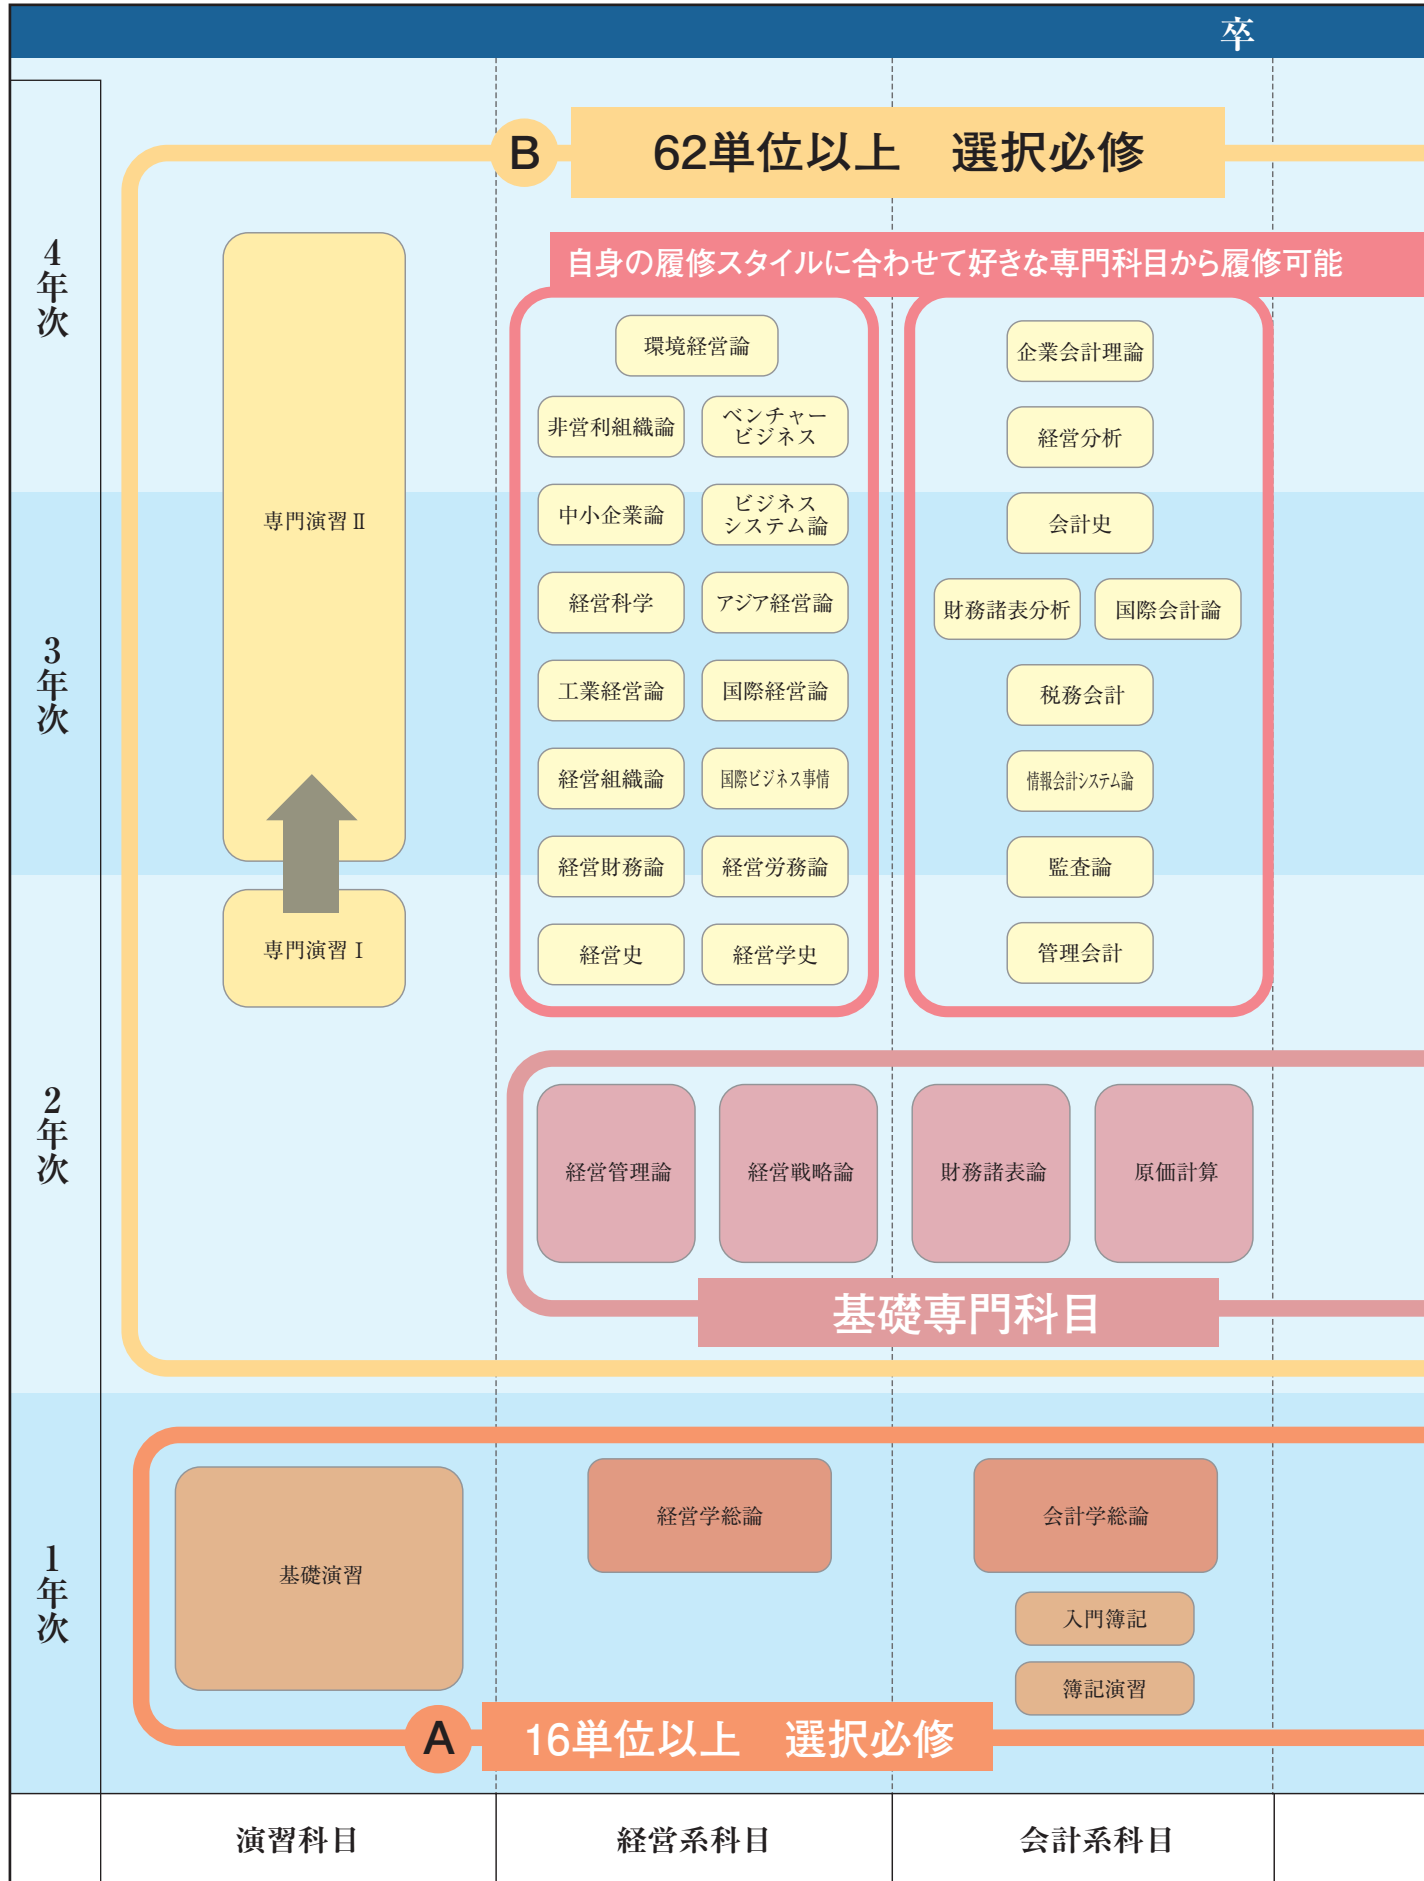 卒
B
62単位以上　選択必修
自身の履修スタイルに合わせて好きな専門科目から履修可能
4年次
3年次
2年次
1年次
専門演習Ⅱ
専門演習Ⅰ
環境経営論
非営利組織論
ベンチャー
ビジネス
中小企業論
ビジネス
システム論
経営科学
アジア経営論
工業経営論
国際経営論
経営組織論
国際ビジネス事情
経営財務論
経営労務論
経営史
経営学史
企業会計理論
経営分析
会計史
財務諸表分析
国際会計論
税務会計
情報会計システム論
監査論
管理会計
経営管理論
経営戦略論
財務諸表論
原価計算
基礎専門科目
基礎演習
経営学総論
会計学総論
入門簿記
簿記演習
A
16単位以上　選択必修
演習科目
経営系科目
会計系科目